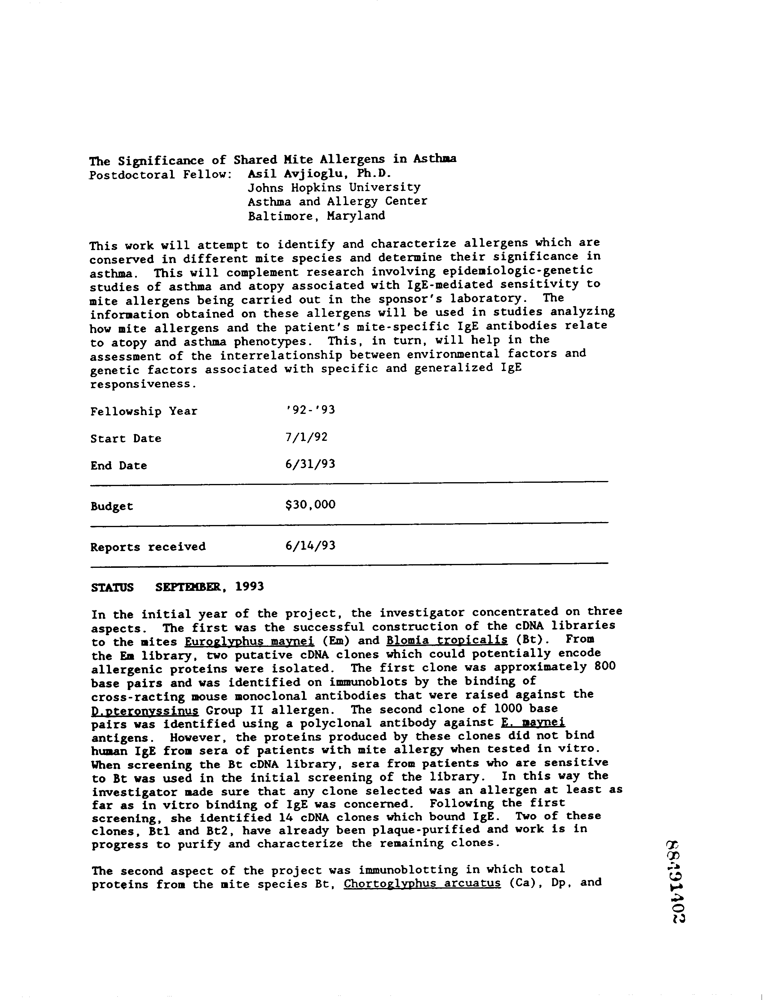 The Significance of Shared Mite Allergens in Asthma
Postdoctoral Fellow: Asil Avjioglu, Ph.D.
Johns Hopkins University
Asthma and Allergy Center
Baltimore, Maryland
This work will attempt to identify and characterize allergens which are
conserved in different mite species and determine their significance in
asthma. This will complement research involving epidemiologic-genetic
studies of asthma and atopy associated with IgE-mediated sensitivity to
mite allergens being carried out in the sponsor's laboratory. The
information obtained on these allergens will be used in studies analyzing
how mite allergens and the patient's mite-specific IgE antibodies relate
to atopy and asthma phenotypes. This, in turn, will help in the
assessment of the interrelationship between environmental factors and
genetic factors associated with specific and generalized IgE
responsiveness.
Fellowship Year '92-'93
Start Date 7/1/92
End Date 6/31/93
Budget $30,000
Reports received 6/14/93
STATUS SEPTEMBER, 1993
In the initial year of the project, the investigator concentrated on three
aspects. The first was the successful construction of the cDNA libraries
to the mites Euroglyphus maynei (Em) and Blomia tropicalis (Bt). From
the Em library, two putative cDNA clones which could potentially encode
allergenic proteins were isolated. The first clone was approximately 800
base pairs and was identified on immunoblots by the binding of
cross-racting mouse monoclonal antibodies that were raised against the
D.pteronyssinus Group II allergen. The second clone of 1000 base
pairs was identified using a polyclonal antibody against E. maynei
antigens. However, the proteins produced by these clones did not bind
human IgE from sera of patients with mite allergy when tested in vitro.
When screening the Bt cDNA library, sera from patients who are sensitive
to Bt was used in the initial screening of the library. In this way the
investigator made sure that any clone selected was an allergen at least as
far as in vitro binding of IgE was concerned. Following the first
screening, she identified 14 cDNA clones which bound IgE. Two of these
clones, Bt1 and Bt2, have already been plaque-purified and work is in
progress to purify and characterize the remaining clones.
The second aspect of the project was immunoblotting in which total
proteins from the mite species Bt, Chortoglyphus arcuatus (Ca), Dp, and
88491402